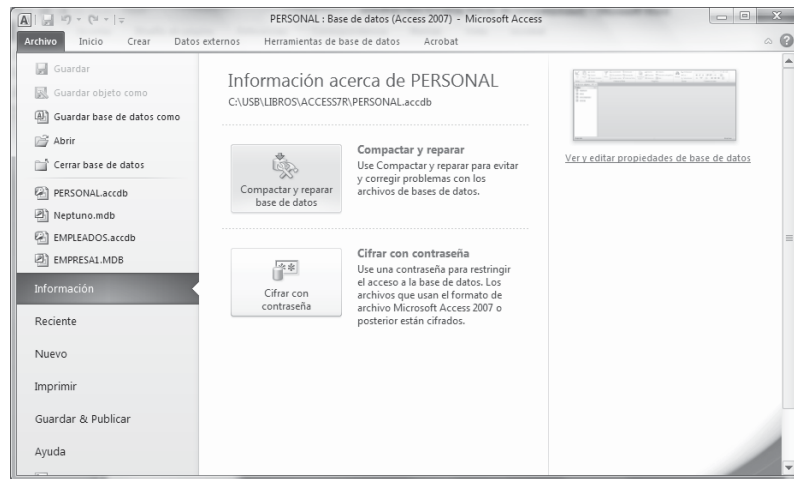 PERSONAL : Base de datos (Access 2007) - Microsoft Access
Archivo Inicio Crear Datos externos Herramientas de base de datos Acrobat
Guardar
Guardar objeto como
Guardar base de datos como
Abrir
Cerrar base de datos
PERSONAL.accdb
Neptuno.mdb
EMPLEADOS.accdb
EMPRESA1.MDB
Información
Reciente
Nuevo
Imprimir
Guardar & Publicar
Ayuda
Información acerca de PERSONAL
C:\USB\LIBROS\ACCESS7R\PERSONAL.accdb
Compactar y reparar
base de datos
Compactar y reparar
Use Compactar y reparar para evitar
y corregir problemas con los
archivos de bases de datos.
Cifrar con
contraseña
Cifrar con contraseña
Use una contraseña para restringir
el acceso a la base de datos. Los
archivos que usan el formato de
archivo Microsoft Access 2007 o
posterior están cifrados.
Ver y editar propiedades de base de datos